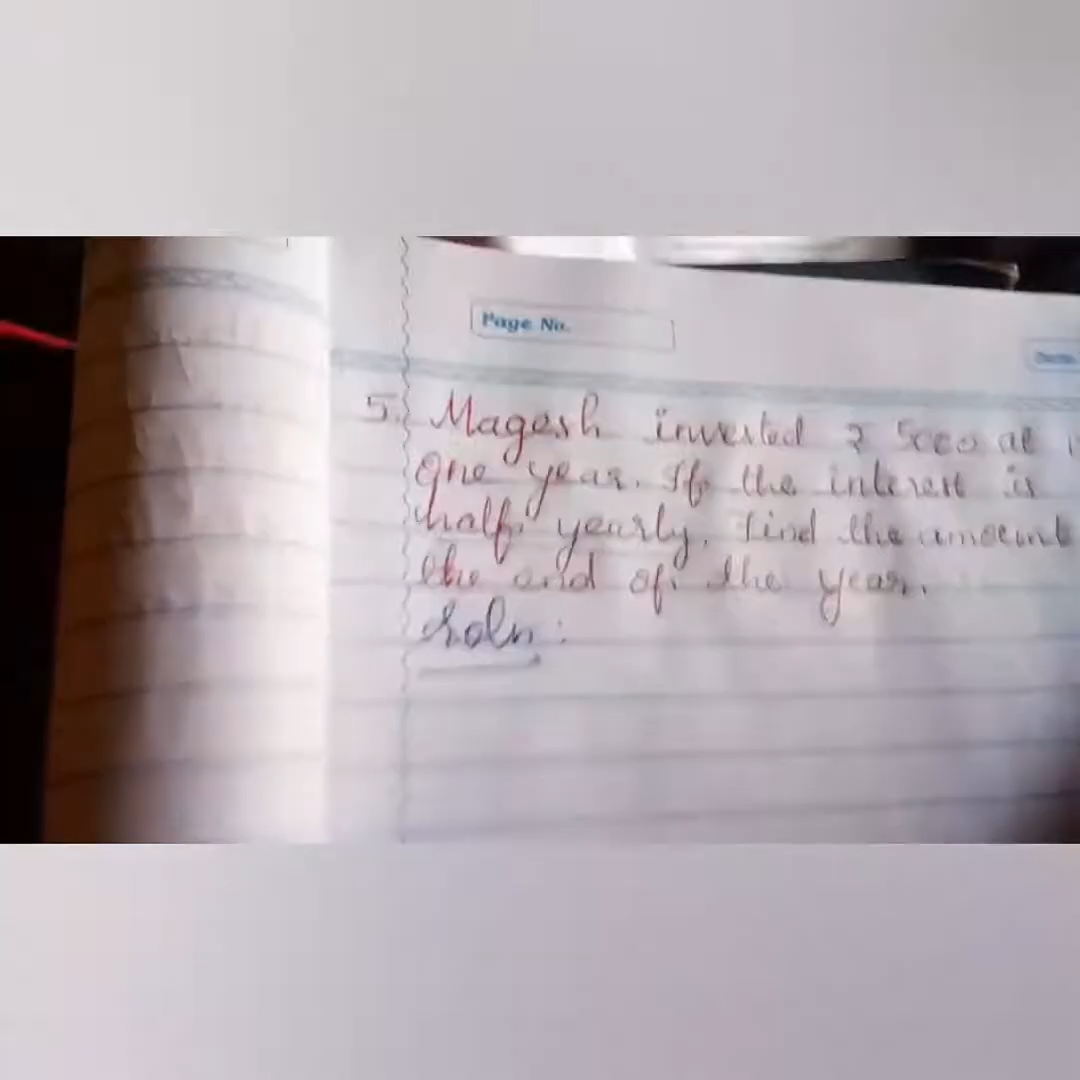 Page No.
Date
5. Magesh invested ₹ 5000 at
one year. If the interest is
half yearly. Find the amount
the end of the year.
Soln: